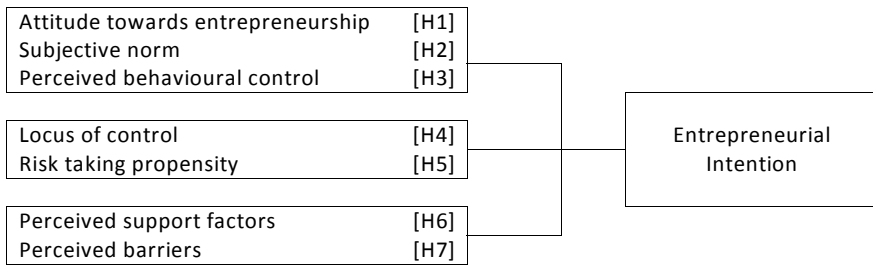 Attitude towards entrepreneurship [H1]
Subjective norm [H2]
Perceived behavioural control [H3]
Locus of control [H4]
Risk taking propensity [H5]
Entrepreneurial
Intention
Perceived support factors [H6]
Perceived barriers [H7]